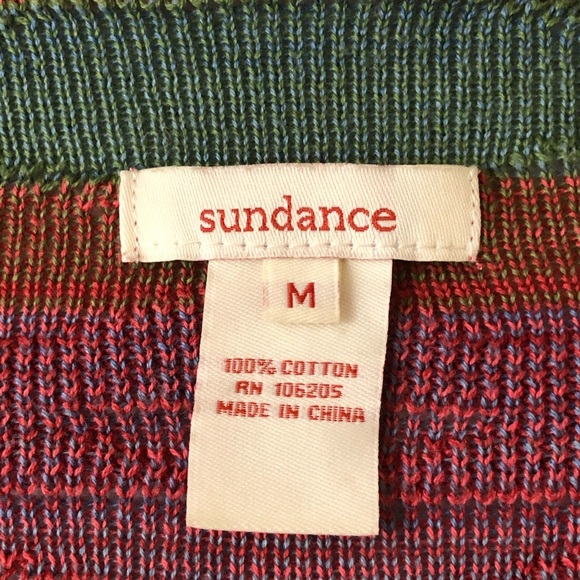 sundance
M
100% COTTON
RN 106205
MADE IN CHINA